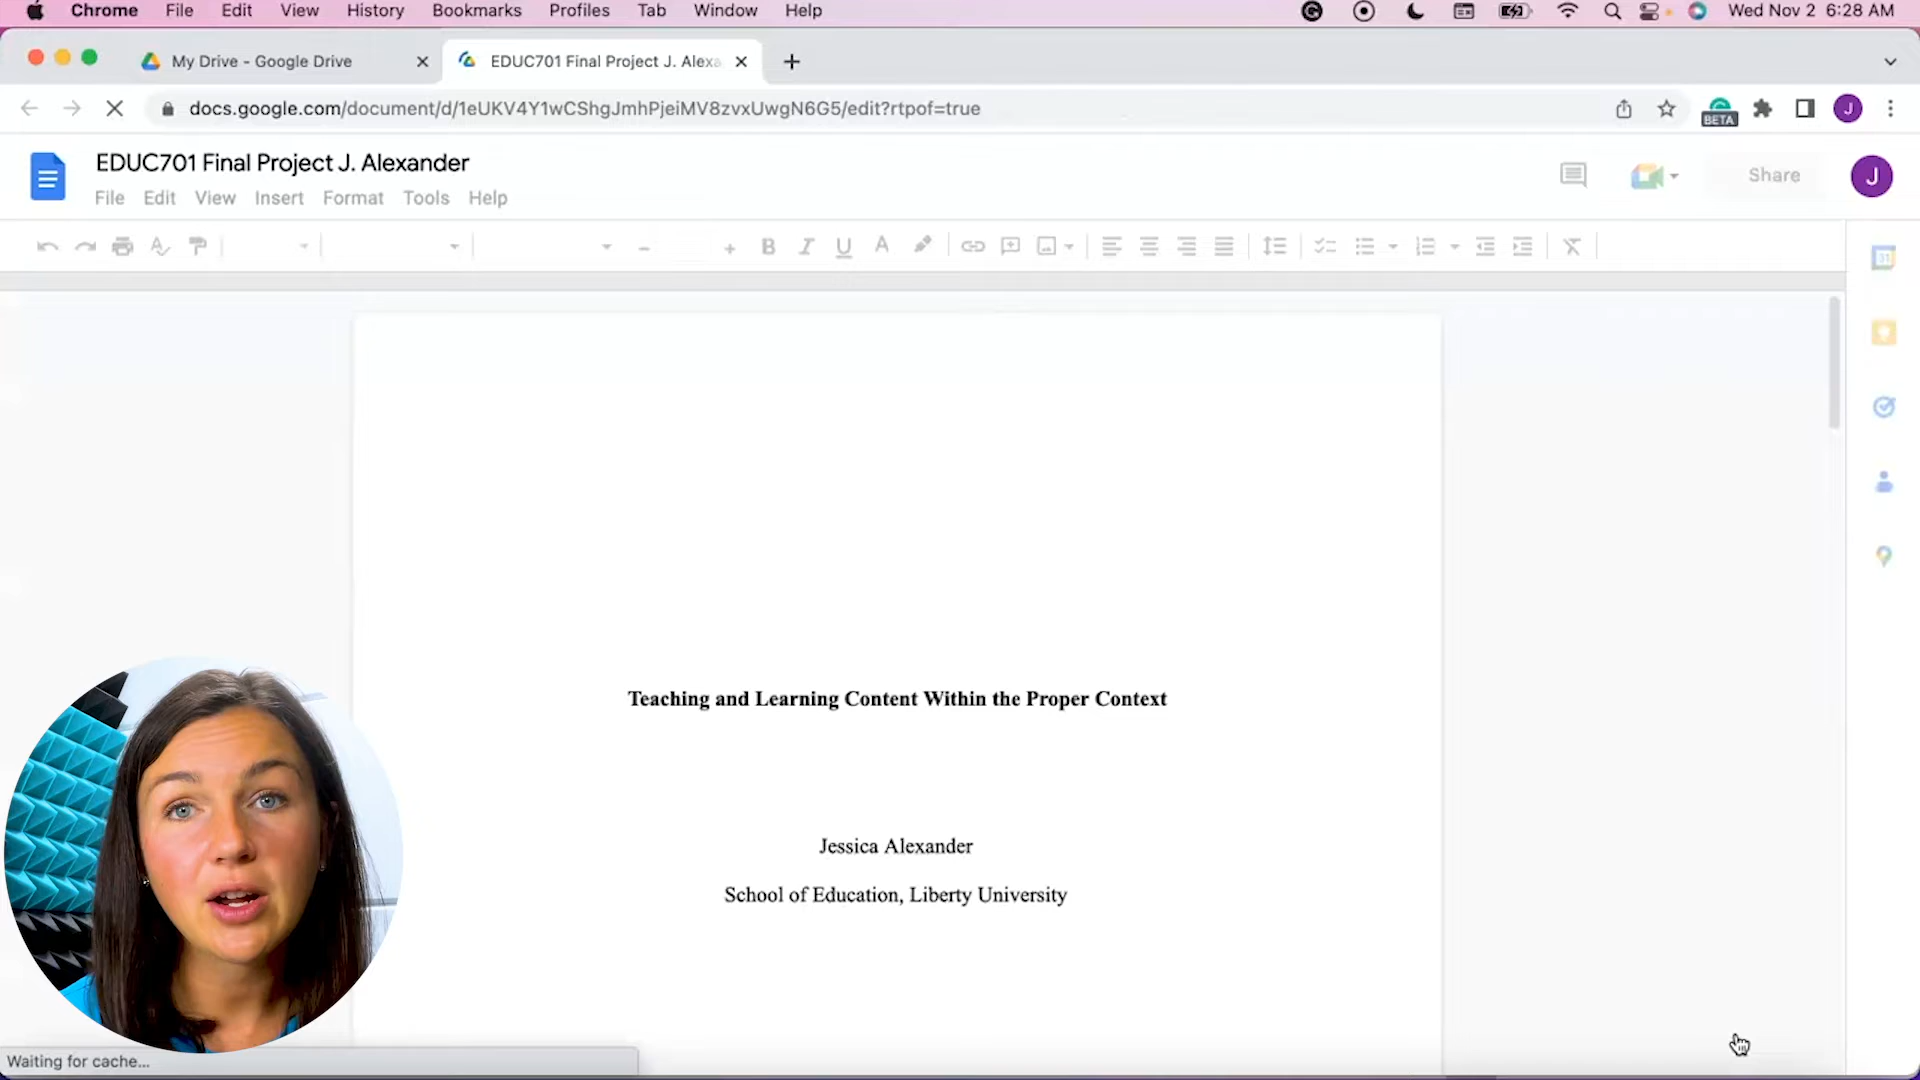 Chrome File Edit View History Bookmarks Profiles Tab Window Help Wed Nov 2 6:28 AM
My Drive - Google Drive EDUC701 Final Project J. Alexa
docs.google.com/document/d/1eUKV4Y1wCShgJmhPjeiMV8zvxUwgN6G5/edit?rtpof=true BETA J
EDUC701 Final Project J. Alexander
Share J
File Edit View Insert Format Tools Help
B I U A
31
Teaching and Learning Content Within the Proper Context
Jessica Alexander
School of Education, Liberty University
Waiting for cache...